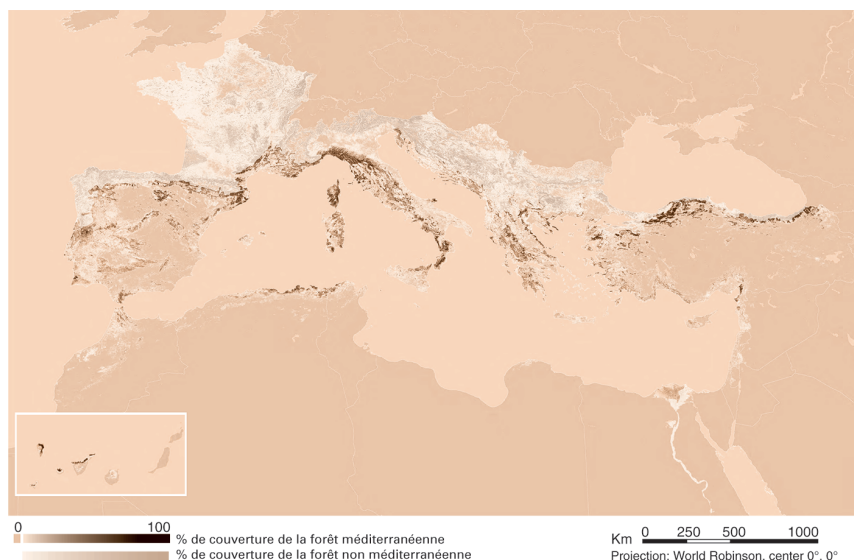 0 100
% de couverture de la forêt méditerranéenne
% de couverture de la forêt non méditerranéenne
Km 0 250 500 1000
Projection: World Robinson, center 0°, 0°